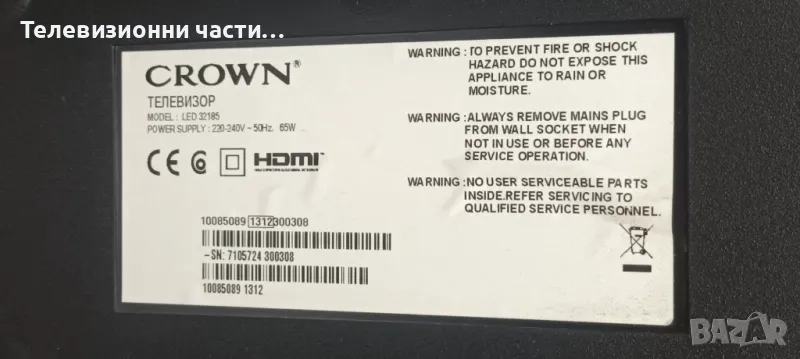 Телевизионни части...
CROWN®
ТЕЛЕВИЗОР
MODEL : LED 32185
POWER SUPPLY : 220-240V ~ 50Hz, 65W
CE
HDMI
10085089 1312300308
-SN: 7105724 300308
10085089 1312
WARNING : TO PREVENT FIRE OR SHOCK
HAZARD DO NOT EXPOSE THIS
APPLIANCE TO RAIN OR
MOISTURE.
WARNING :ALWAYS REMOVE MAINS PLUG
FROM WALL SOCKET WHEN
NOT IN USE OR BEFORE ANY
SERVICE OPERATION.
WARNING :NO USER SERVICEABLE PARTS
INSIDE.REFER SERVICING TO
QUALIFIED SERVICE PERSONNEL.
BAZAR